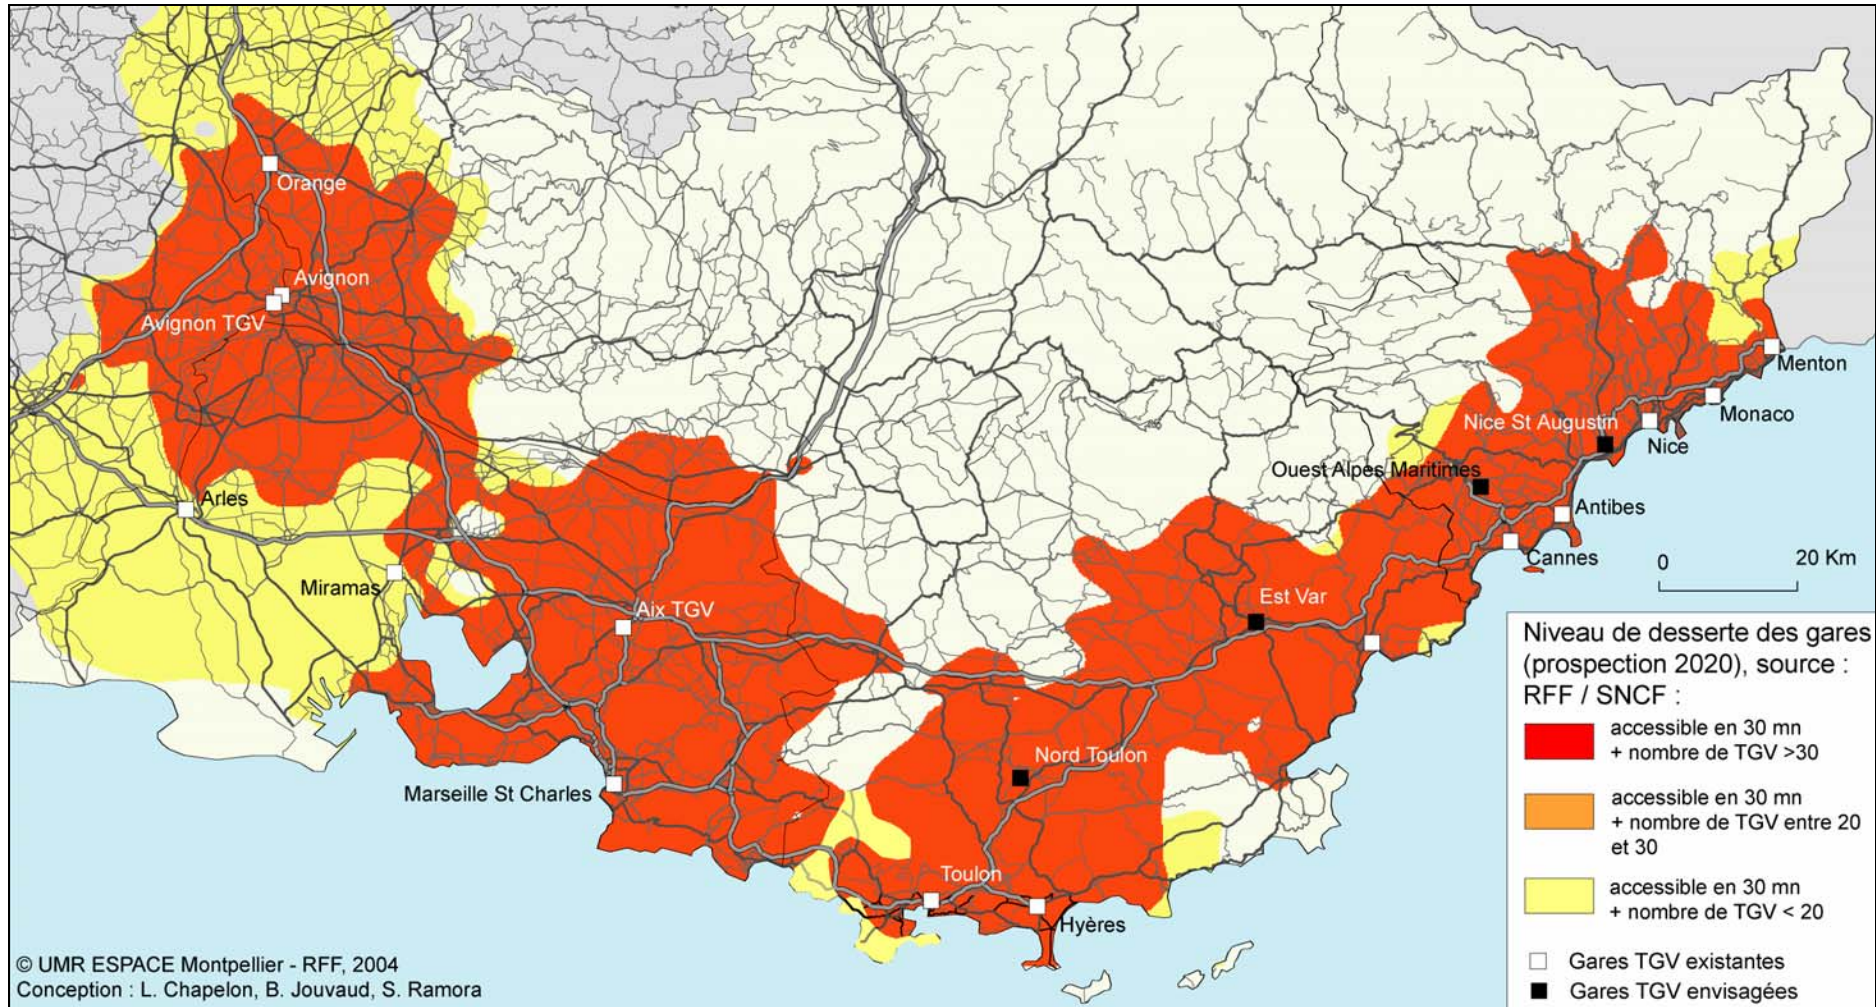 Orange
Avignon
Avignon TGV
Arles
Miramas
Aix TGV
Marseille St Charles
Toulon
Hyères
Nord Toulon
Est Var
Ouest Alpes Maritimes
Nice St Augustin
Menton
Monaco
Nice
Antibes
Cannes
0 20 Km
Niveau de desserte des gares
(prospection 2020), source :
RFF / SNCF :
accessible en 30 mn
+ nombre de TGV >30
accessible en 30 mn
+ nombre de TGV entre 20
et 30
accessible en 30 mn
+ nombre de TGV < 20
Gares TGV existantes
Gares TGV envisagées
© UMR ESPACE Montpellier - RFF, 2004
Conception : L. Chapelon, B. Jouvaud, S. Ramora